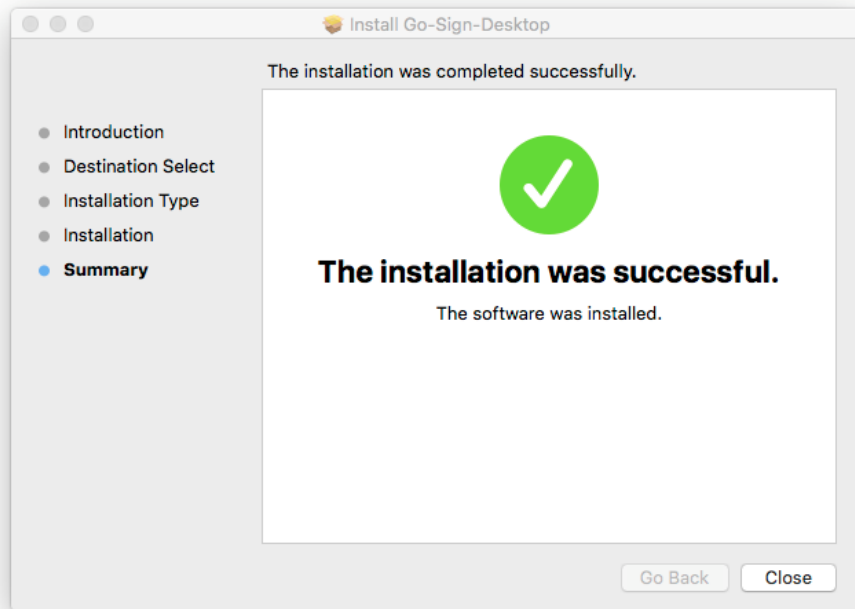 Install Go-Sign-Desktop
The installation was completed successfully.
Introduction
Destination Select
Installation Type
Installation
Summary
The installation was successful.
The software was installed.
Go Back
Close